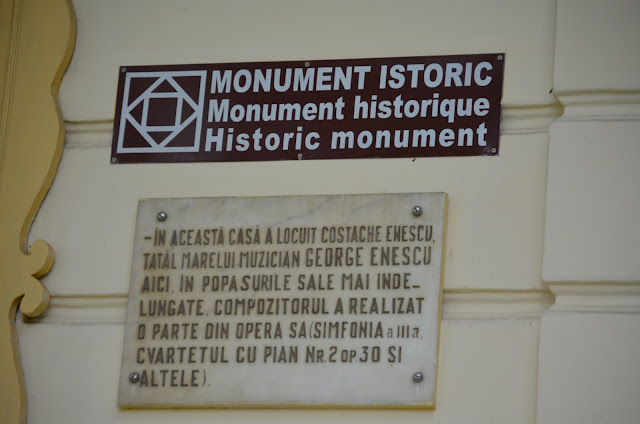 MONUMENT ISTORIC
Monument historique
Historic monument
-ÎN ACEASTĂ CASĂ A LOCUIT COSTACHE ENESCU,
TATĂL MARELUI MUZICIAN GEORGE ENESCU
AICI, ÎN POPASURILE SALE MAI INDE-
LUNGATE, COMPOZITORUL A REALIZAT
O PARTE DIN OPERA SA(SIMFONIA a III a,
CVARTETUL CU PIAN NR.2 OP 30 ȘI
ALTELE).